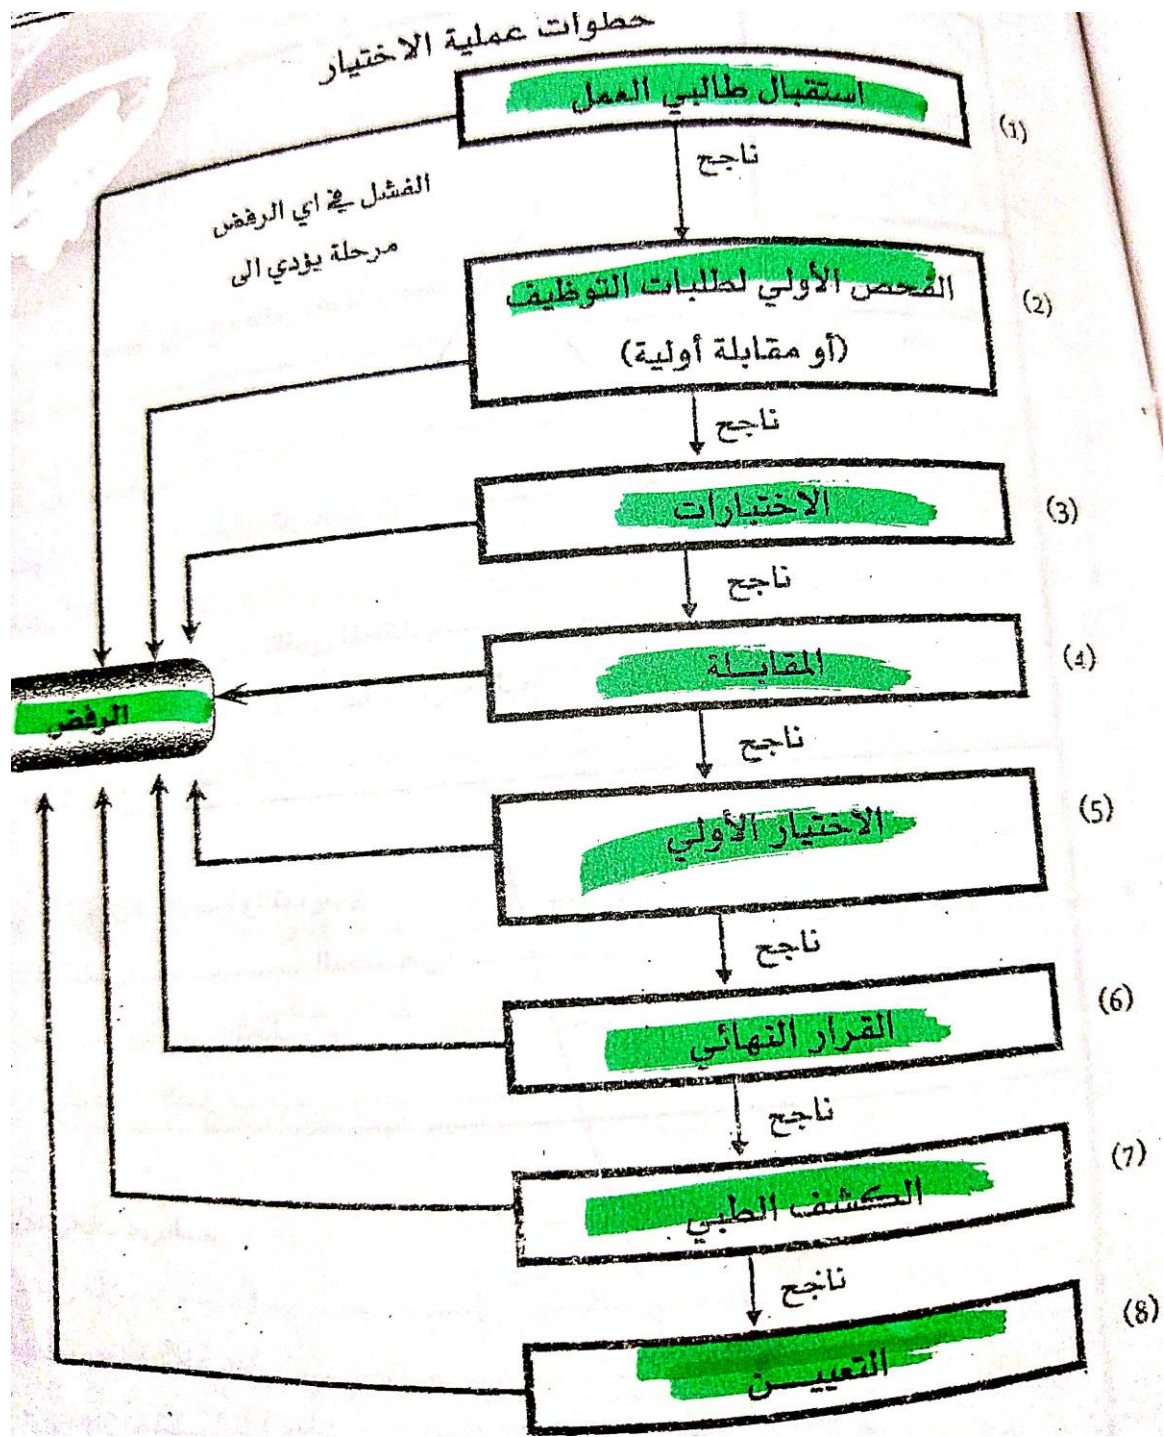 خطوات عملية الاختيار
(1)
استقبال طالبي العمل
ناجح
الفشل في اي الرفض
مرحلة يؤدي الى
(2)
الفحص الأولي لطلبات التوظيف
(أو مقابلة أولية)
ناجح
(3)
الاختبارات
ناجح
(4)
المقابلـــة
ناجح
الرفض
(5)
الاختيار الأولي
ناجح
(6)
القرار النهائي
ناجح
(7)
الكشف الطبي
ناجح
(8)
التعييـــن